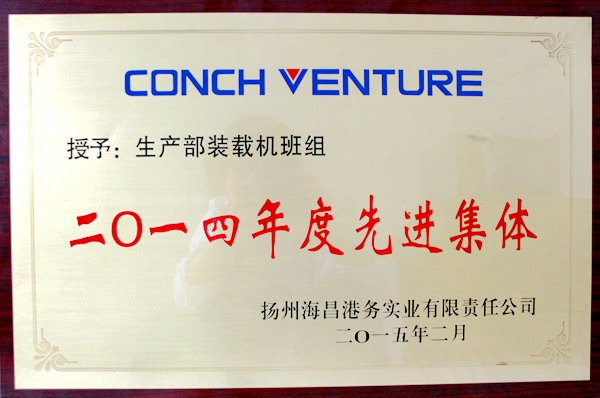 CONCH VENTURE
授予：生产部装载机班组
二〇一四年度先进集体
扬州海昌港务实业有限责任公司
二〇一五年二月